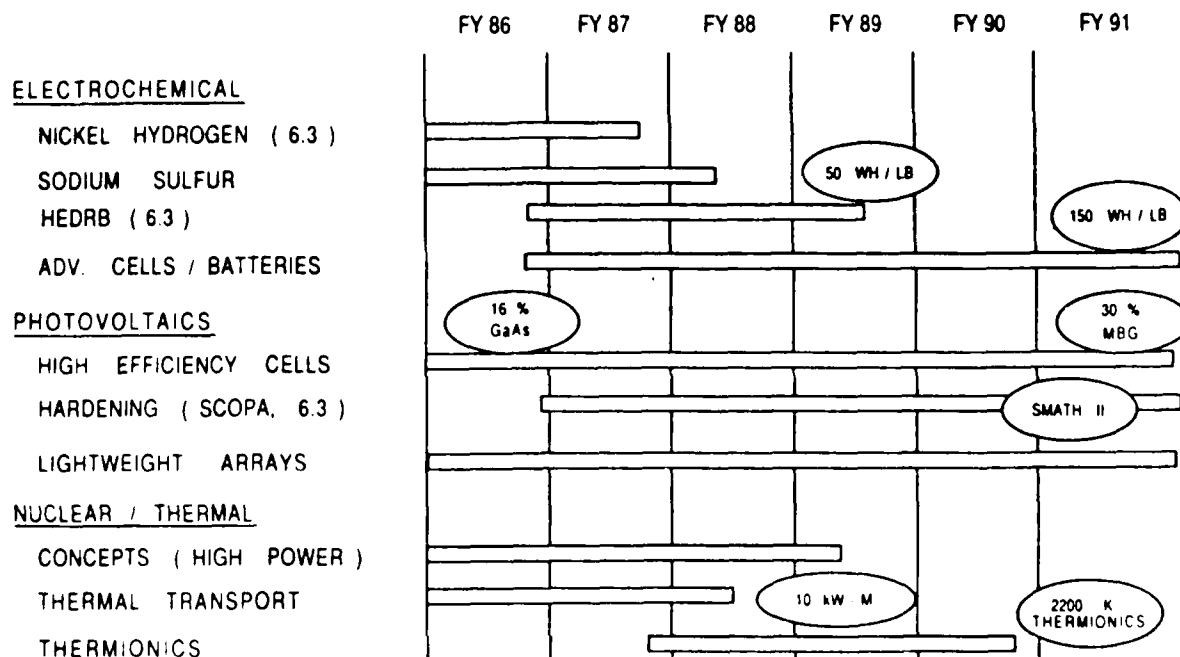 FY 86 FY 87 FY 88 FY 89 FY 90 FY 91
ELECTROCHEMICAL
NICKEL HYDROGEN ( 6.3 )
SODIUM SULFUR
50 WH / LB
HEDRB ( 6.3 )
150 WH / LB
ADV. CELLS / BATTERIES
16 %
GaAs
30 %
MBG
PHOTOVOLTAICS
HIGH EFFICIENCY CELLS
HARDENING ( SCOPA, 6.3 )
SMATH II
LIGHTWEIGHT ARRAYS
NUCLEAR / THERMAL
CONCEPTS ( HIGH POWER )
THERMAL TRANSPORT
10 kW - M
2200 K
THERMIONICS
THERMIONICS